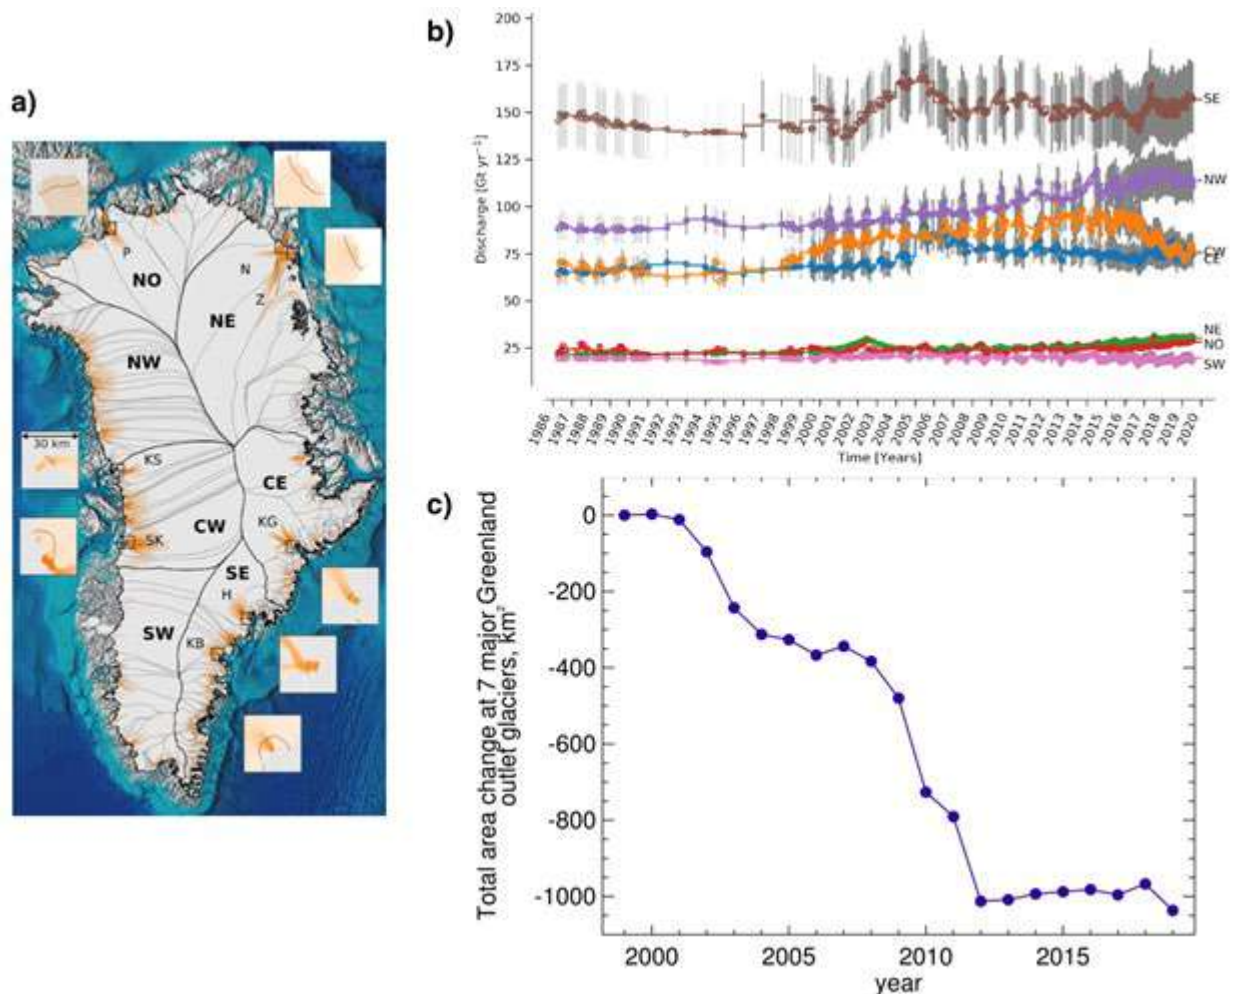 a)
P
NO
N
NE
Z
NW
30 km
KS
CE
CW
KG
SK
SE
H
SW
KB
b)
Discharge [Gt yr⁻¹]
200
175
150
125
100
75
50
25
SE
NW
CW
CE
NE
NO
SW
1986
1987
1988
1989
1990
1991
1992
1993
1994
1995
1996
1997
1998
1999
2000
2001
2002
2003
2004
2005
2006
2007
2008
2009
2010
2011
2012
2013
2014
2015
2016
2017
2018
2019
2020
Time [Years]
c)
Total area change at 7 major Greenland
outlet glaciers, km²
0
-200
-400
-600
-800
-1000
2000
2005
2010
2015
year